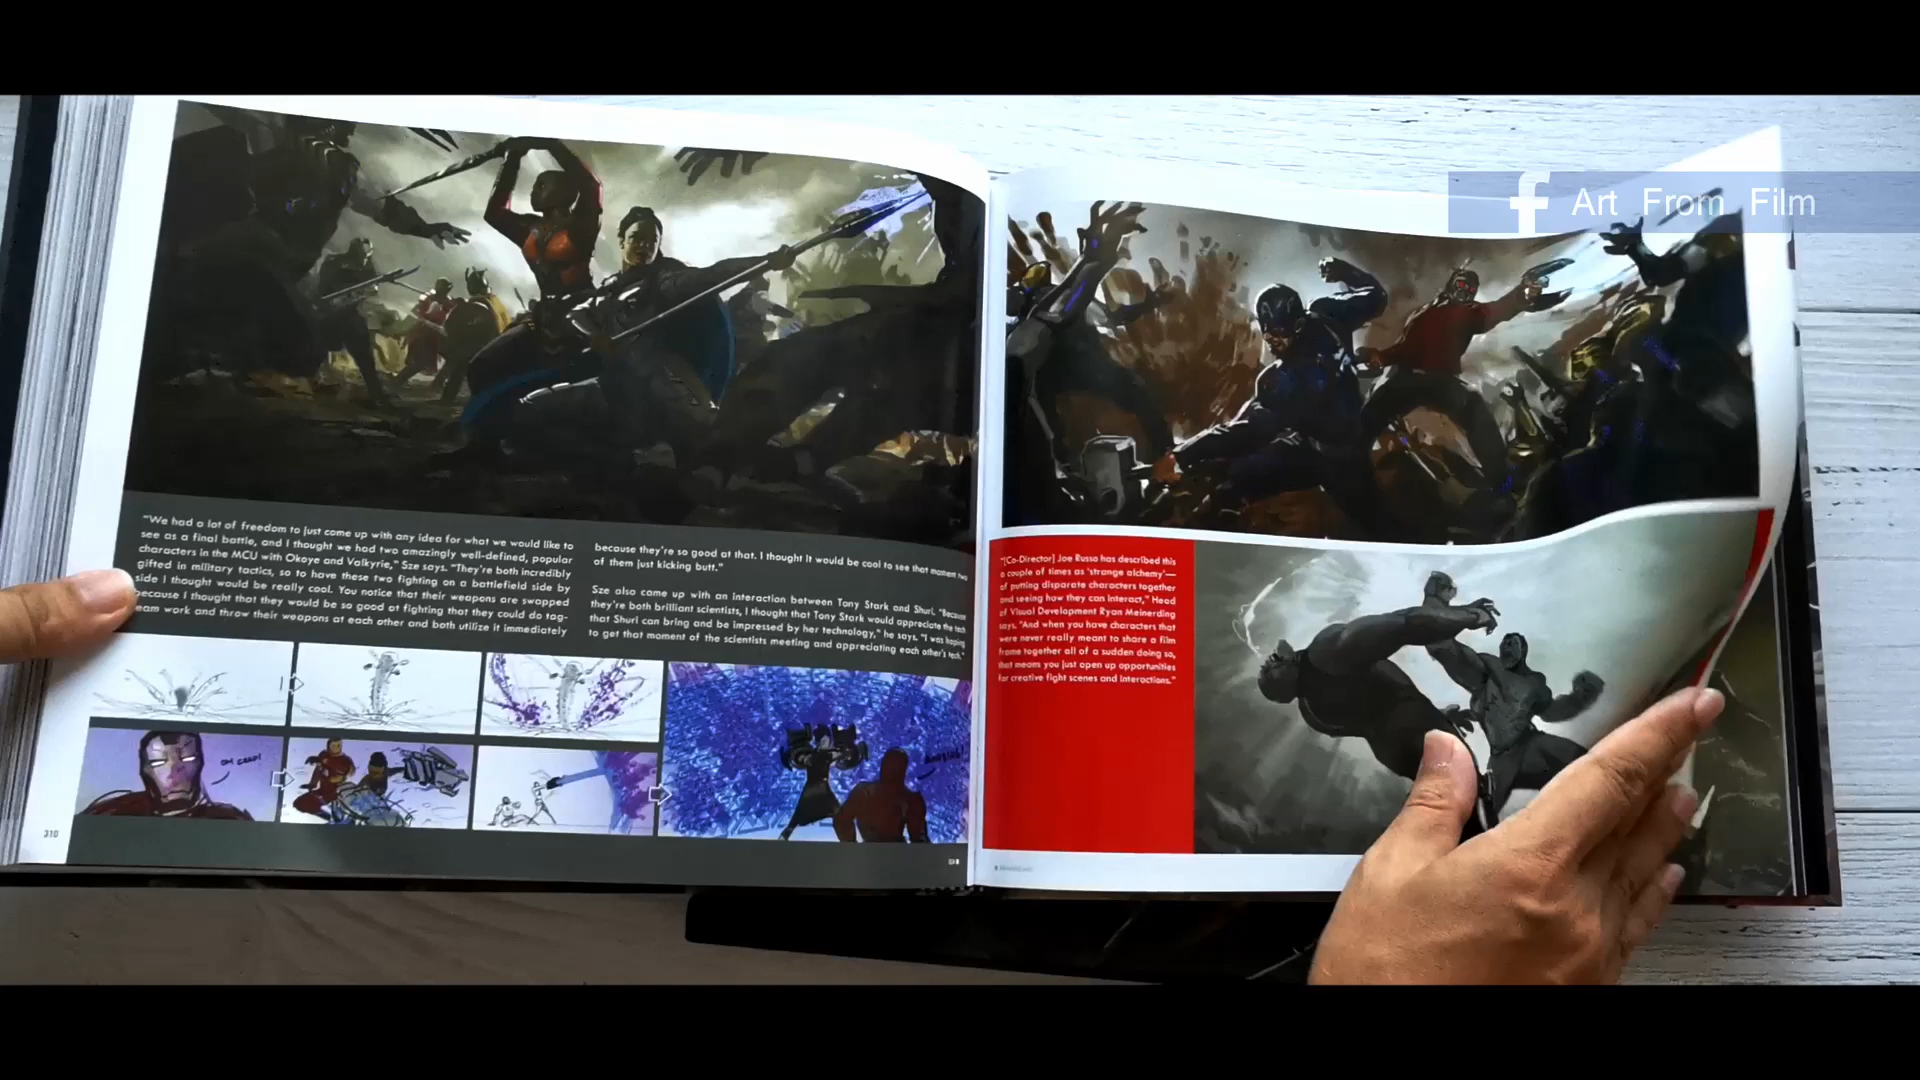 Art From Film
"We had a lot of freedom to just come up with any idea for what we would like to
see as a final battle, and I thought we had two amazingly well-defined, popular
characters in the MCU with Okoye and Valkyrie," Sze says. "They're both incredibly
gifted in military tactics, so to have these two fighting on a battlefield side by
side I thought would be really cool. You notice that their weapons are swapped
because I thought that they would be so good at fighting that they could do tag-
team work and throw their weapons at each other and both utilize it immediately
because they're so good at that. I thought it would be cool to see that moment two
of them just kicking butt."
Sze also came up with an interaction between Tony Stark and Shuri. "Because
they're both brilliant scientists, I thought that Tony Stark would appreciate the tech
that Shuri can bring and be impressed by her technology," he says. "I was hoping
to get that moment of the scientists meeting and appreciating each other's tech."
310
"[Co-Director] Joe Russo has described this
a couple of times as 'strange alchemy'—
of putting disparate characters together
and seeing how they can interact," Head
of Visual Development Ryan Meinerding
says. "And when you have characters that
were never really meant to share a film
frame together all of a sudden doing so,
that means you just open up opportunities
for creative fight scenes and interactions."